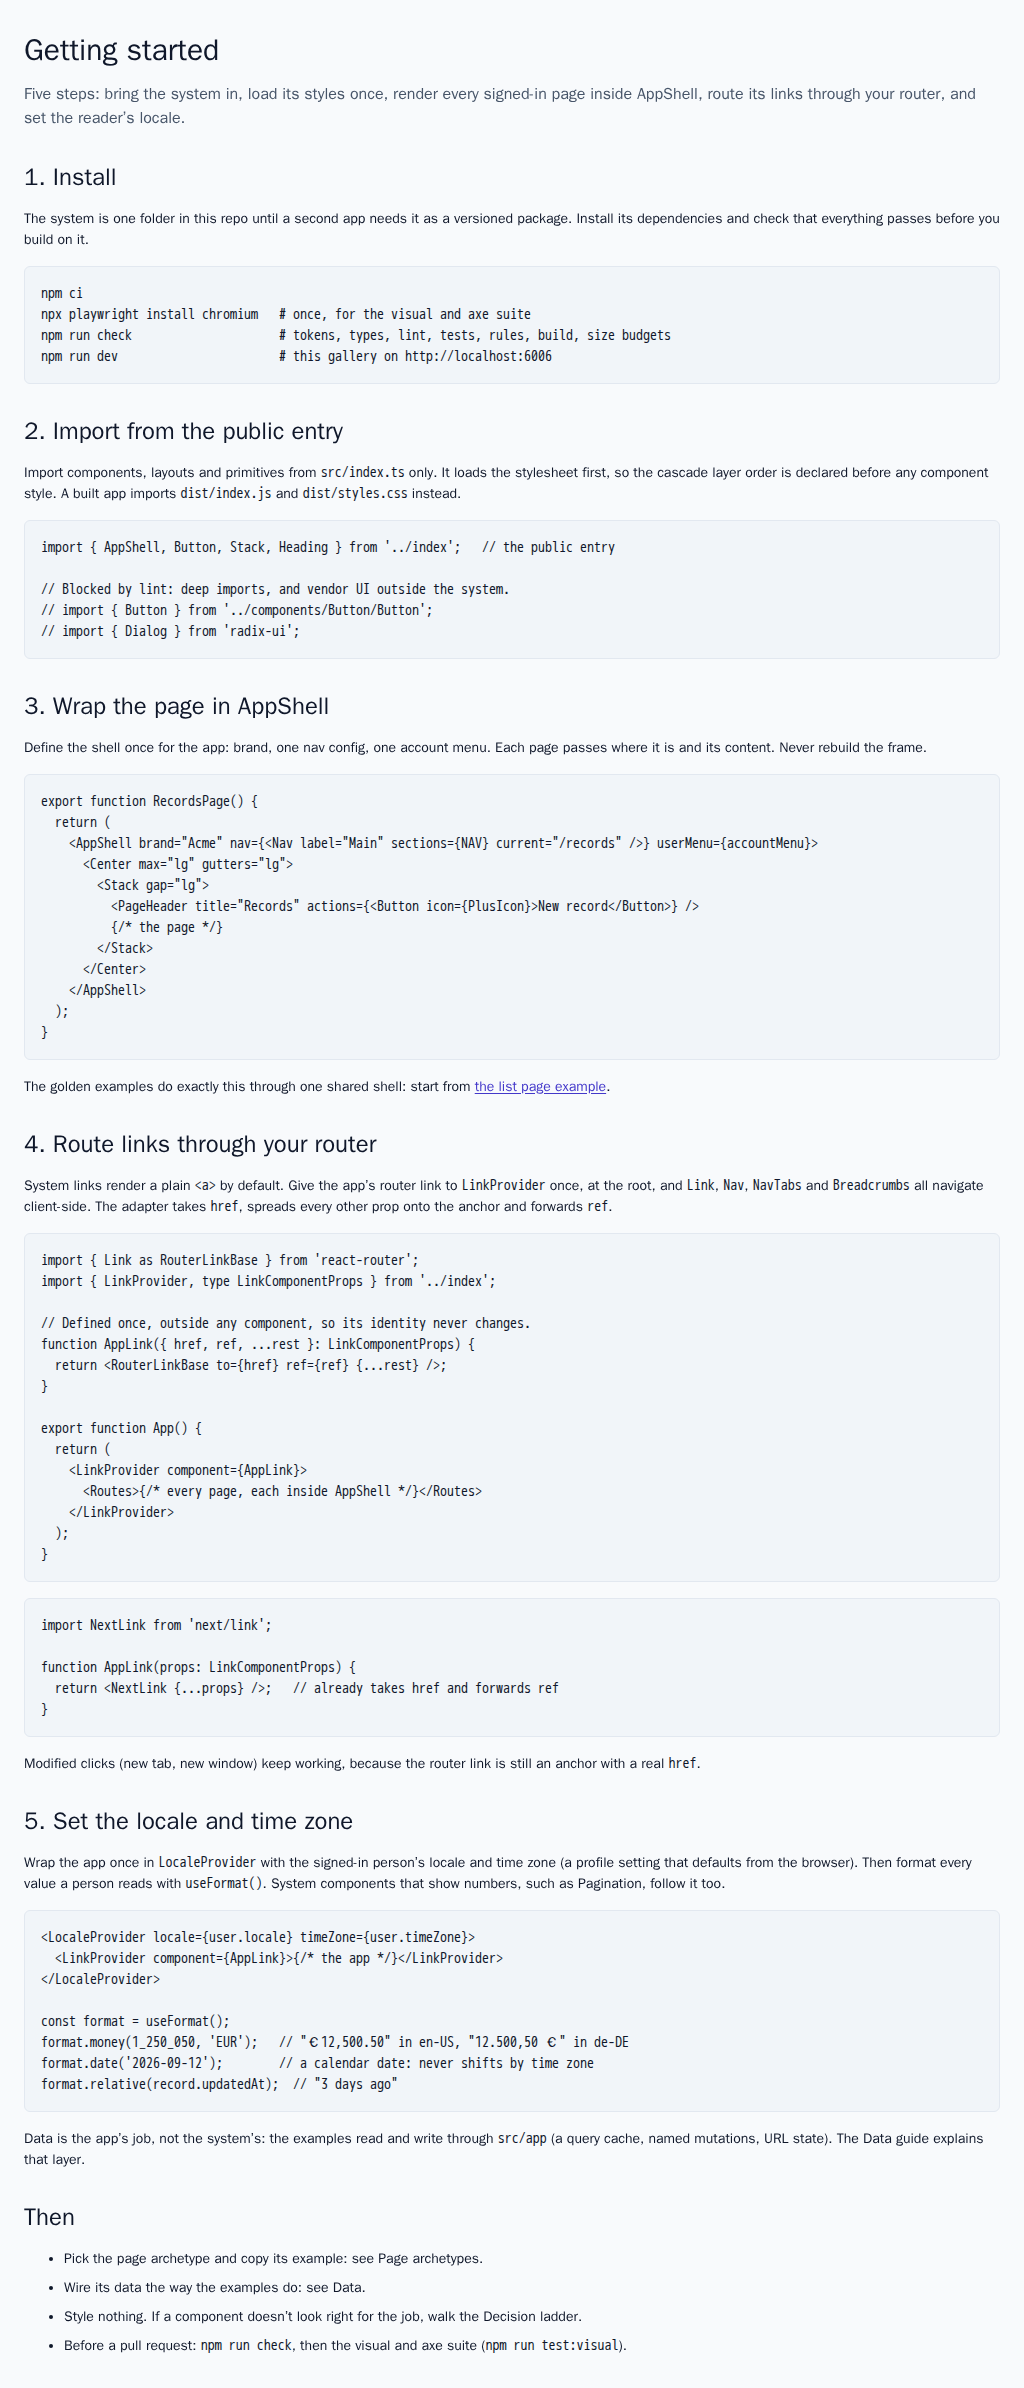 Getting started
Five steps: bring the system in, load its styles once, render every signed-in page inside AppShell, route its links through your router, and
set the reader's locale.
1. Install
The system is one folder in this repo until a second app needs it as a versioned package. Install its dependencies and check that everything passes before you
build on it.
npm ci
npx playwright install chromium   # once, for the visual and axe suite
npm run check                     # tokens, types, lint, tests, rules, build, size budgets
npm run dev                       # this gallery on http://localhost:6006
2. Import from the public entry
Import components, layouts and primitives from src/index.ts only. It loads the stylesheet first, so the cascade layer order is declared before any component
style. A built app imports dist/index.js and dist/styles.css instead.
import { AppShell, Button, Stack, Heading } from '../index';   // the public entry
// Blocked by lint: deep imports, and vendor UI outside the system.
// import { Button } from '../components/Button/Button';
// import { Dialog } from 'radix-ui';
3. Wrap the page in AppShell
Define the shell once for the app: brand, one nav config, one account menu. Each page passes where it is and its content. Never rebuild the frame.
export function RecordsPage() {
  return (
    <AppShell brand="Acme" nav={<Nav label="Main" sections={NAV} current="/records" />} userMenu={accountMenu}>
      <Center max="lg" gutters="lg">
        <Stack gap="lg">
          <PageHeader title="Records" actions={<Button icon={PlusIcon}>New record</Button>} />
          {/* the page */}
        </Stack>
      </Center>
    </AppShell>
  );
}
The golden examples do exactly this through one shared shell: start from the list page example.
4. Route links through your router
System links render a plain <a> by default. Give the app's router link to LinkProvider once, at the root, and Link, Nav, NavTabs and Breadcrumbs all navigate
client-side. The adapter takes href, spreads every other prop onto the anchor and forwards ref.
import { Link as RouterLinkBase } from 'react-router';
import { LinkProvider, type LinkComponentProps } from '../index';
// Defined once, outside any component, so its identity never changes.
function AppLink({ href, ref, ...rest }: LinkComponentProps) {
  return <RouterLinkBase to={href} ref={ref} {...rest} />;
}
export function App() {
  return (
    <LinkProvider component={AppLink}>
      <Routes>{/* every page, each inside AppShell */}</Routes>
    </LinkProvider>
  );
}
import NextLink from 'next/link';
function AppLink(props: LinkComponentProps) {
  return <NextLink {...props} />;   // already takes href and forwards ref
}
Modified clicks (new tab, new window) keep working, because the router link is still an anchor with a real href.
5. Set the locale and time zone
Wrap the app once in LocaleProvider with the signed-in person's locale and time zone (a profile setting that defaults from the browser). Then format every
value a person reads with useFormat(). System components that show numbers, such as Pagination, follow it too.
<LocaleProvider locale={user.locale} timeZone={user.timeZone}>
  <LinkProvider component={AppLink}>{/* the app */}</LinkProvider>
</LocaleProvider>
const format = useFormat();
format.money(1_250_050, 'EUR');   // "€12,500.50" in en-US, "12.500,50 €" in de-DE
format.date('2026-09-12');        // a calendar date: never shifts by time zone
format.relative(record.updatedAt);  // "3 days ago"
Data is the app's job, not the system's: the examples read and write through src/app (a query cache, named mutations, URL state). The Data guide explains
that layer.
Then
• Pick the page archetype and copy its example: see Page archetypes.
• Wire its data the way the examples do: see Data.
• Style nothing. If a component doesn't look right for the job, walk the Decision ladder.
• Before a pull request: npm run check, then the visual and axe suite (npm run test:visual).